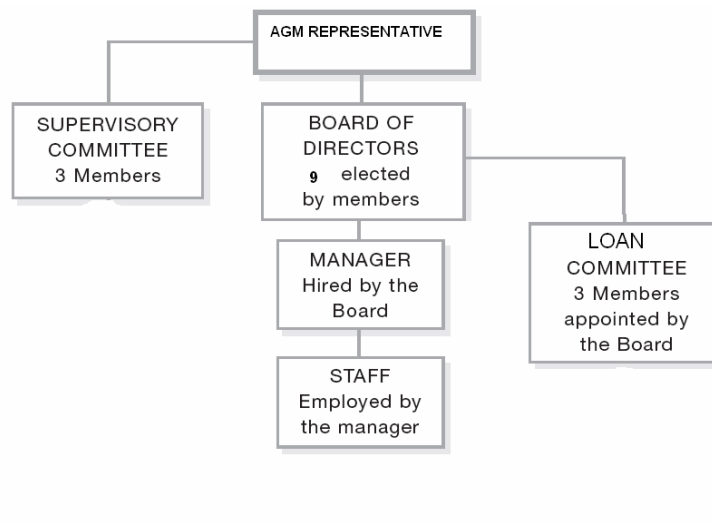 AGM REPRESENTATIVE
SUPERVISORY
COMMITTEE
3 Members
BOARD OF
DIRECTORS
9 elected
by members
MANAGER
Hired by the
Board
LOAN
COMMITTEE
3 Members
appointed by
the Board
STAFF
Employed by
the manager